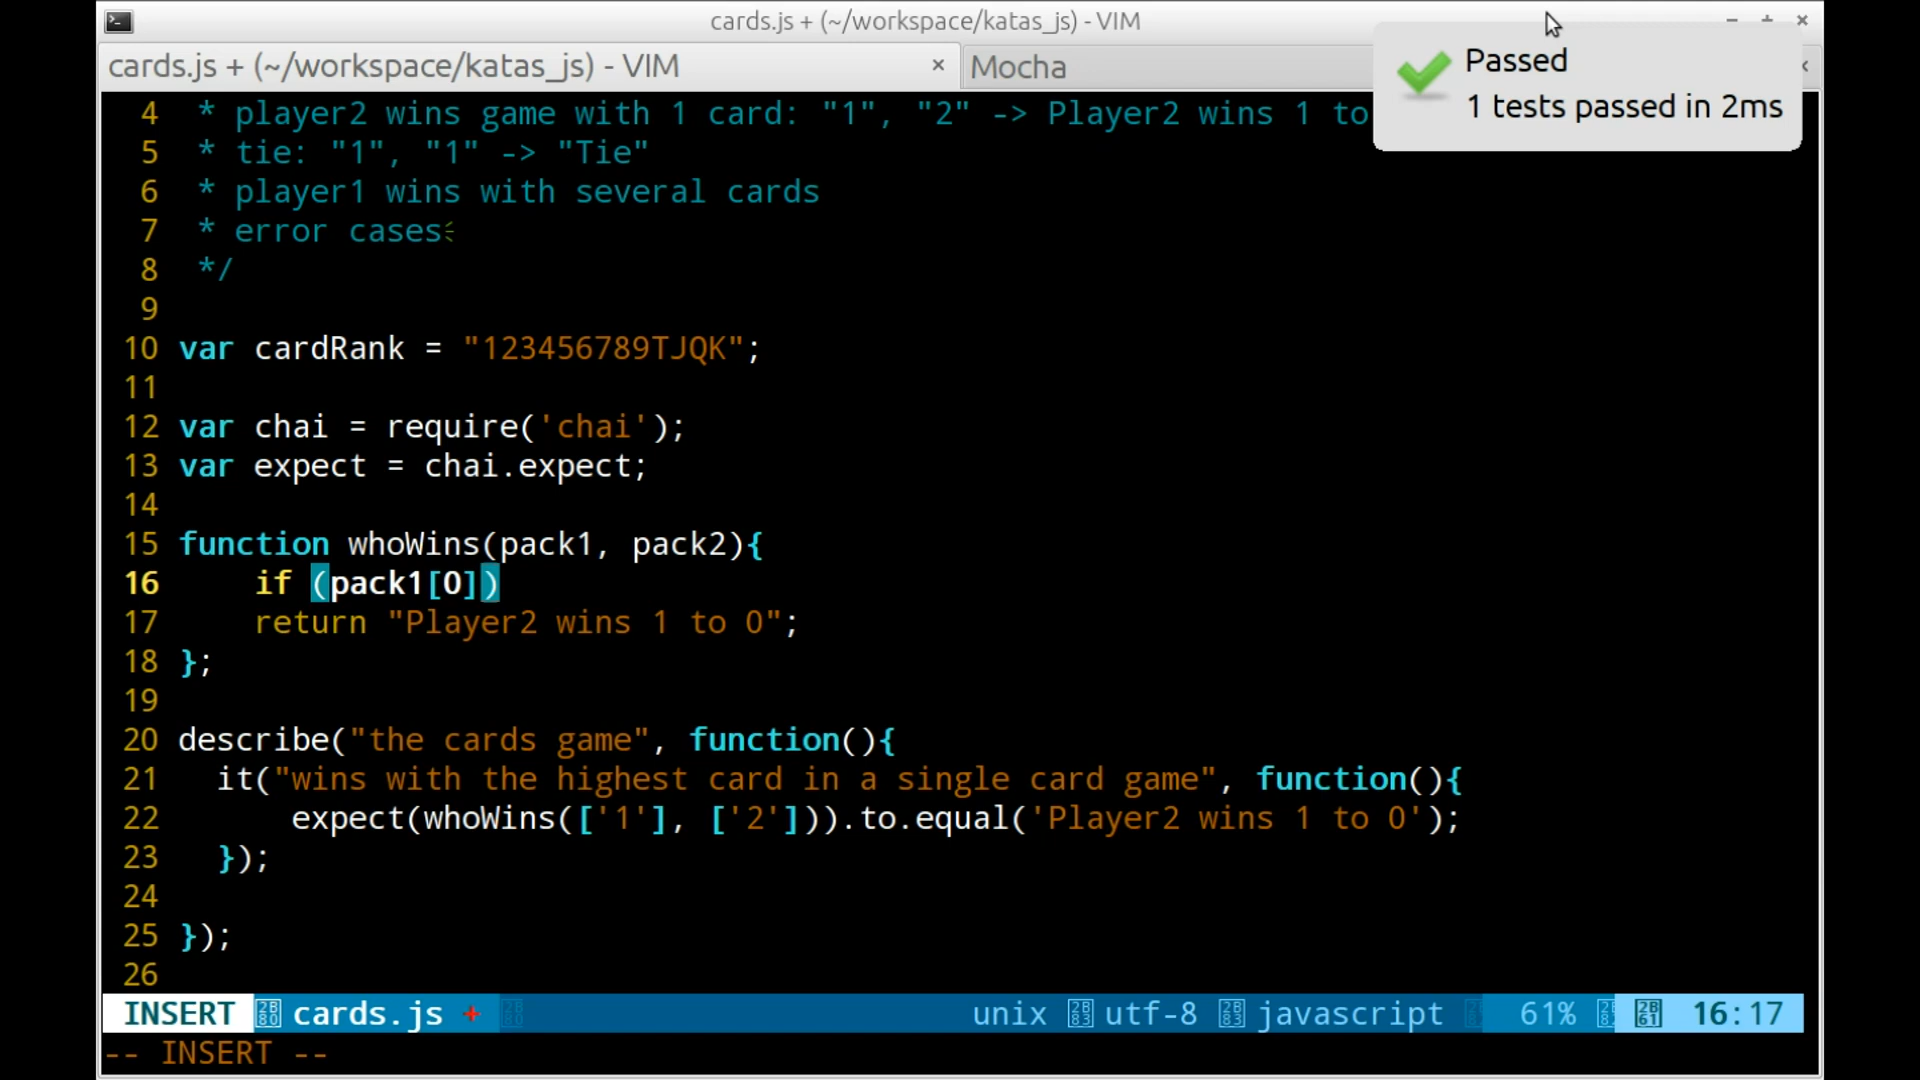 cards.js + (~/workspace/katas_js) - VIM
cards.js + (~/workspace/katas_js) - VIM
Mocha
Passed
1 tests passed in 2ms
4 * player2 wins game with 1 card: "1", "2" -> Player2 wins 1 to
5 * tie: "1", "1" -> "Tie"
6 * player1 wins with several cards
7 * error cases
8 */
9
10 var cardRank = "123456789TJQK";
11
12 var chai = require('chai');
13 var expect = chai.expect;
14
15 function whoWins(pack1, pack2){
16 if (pack1[0])
17 return "Player2 wins 1 to 0";
18 };
19
20 describe("the cards game", function(){
21 it("wins with the highest card in a single card game", function(){
22 expect(whoWins(['1'], ['2'])).to.equal('Player2 wins 1 to 0');
23 });
24
25 });
26
INSERT cards.js + unix utf-8 javascript 61% 16:17
-- INSERT --